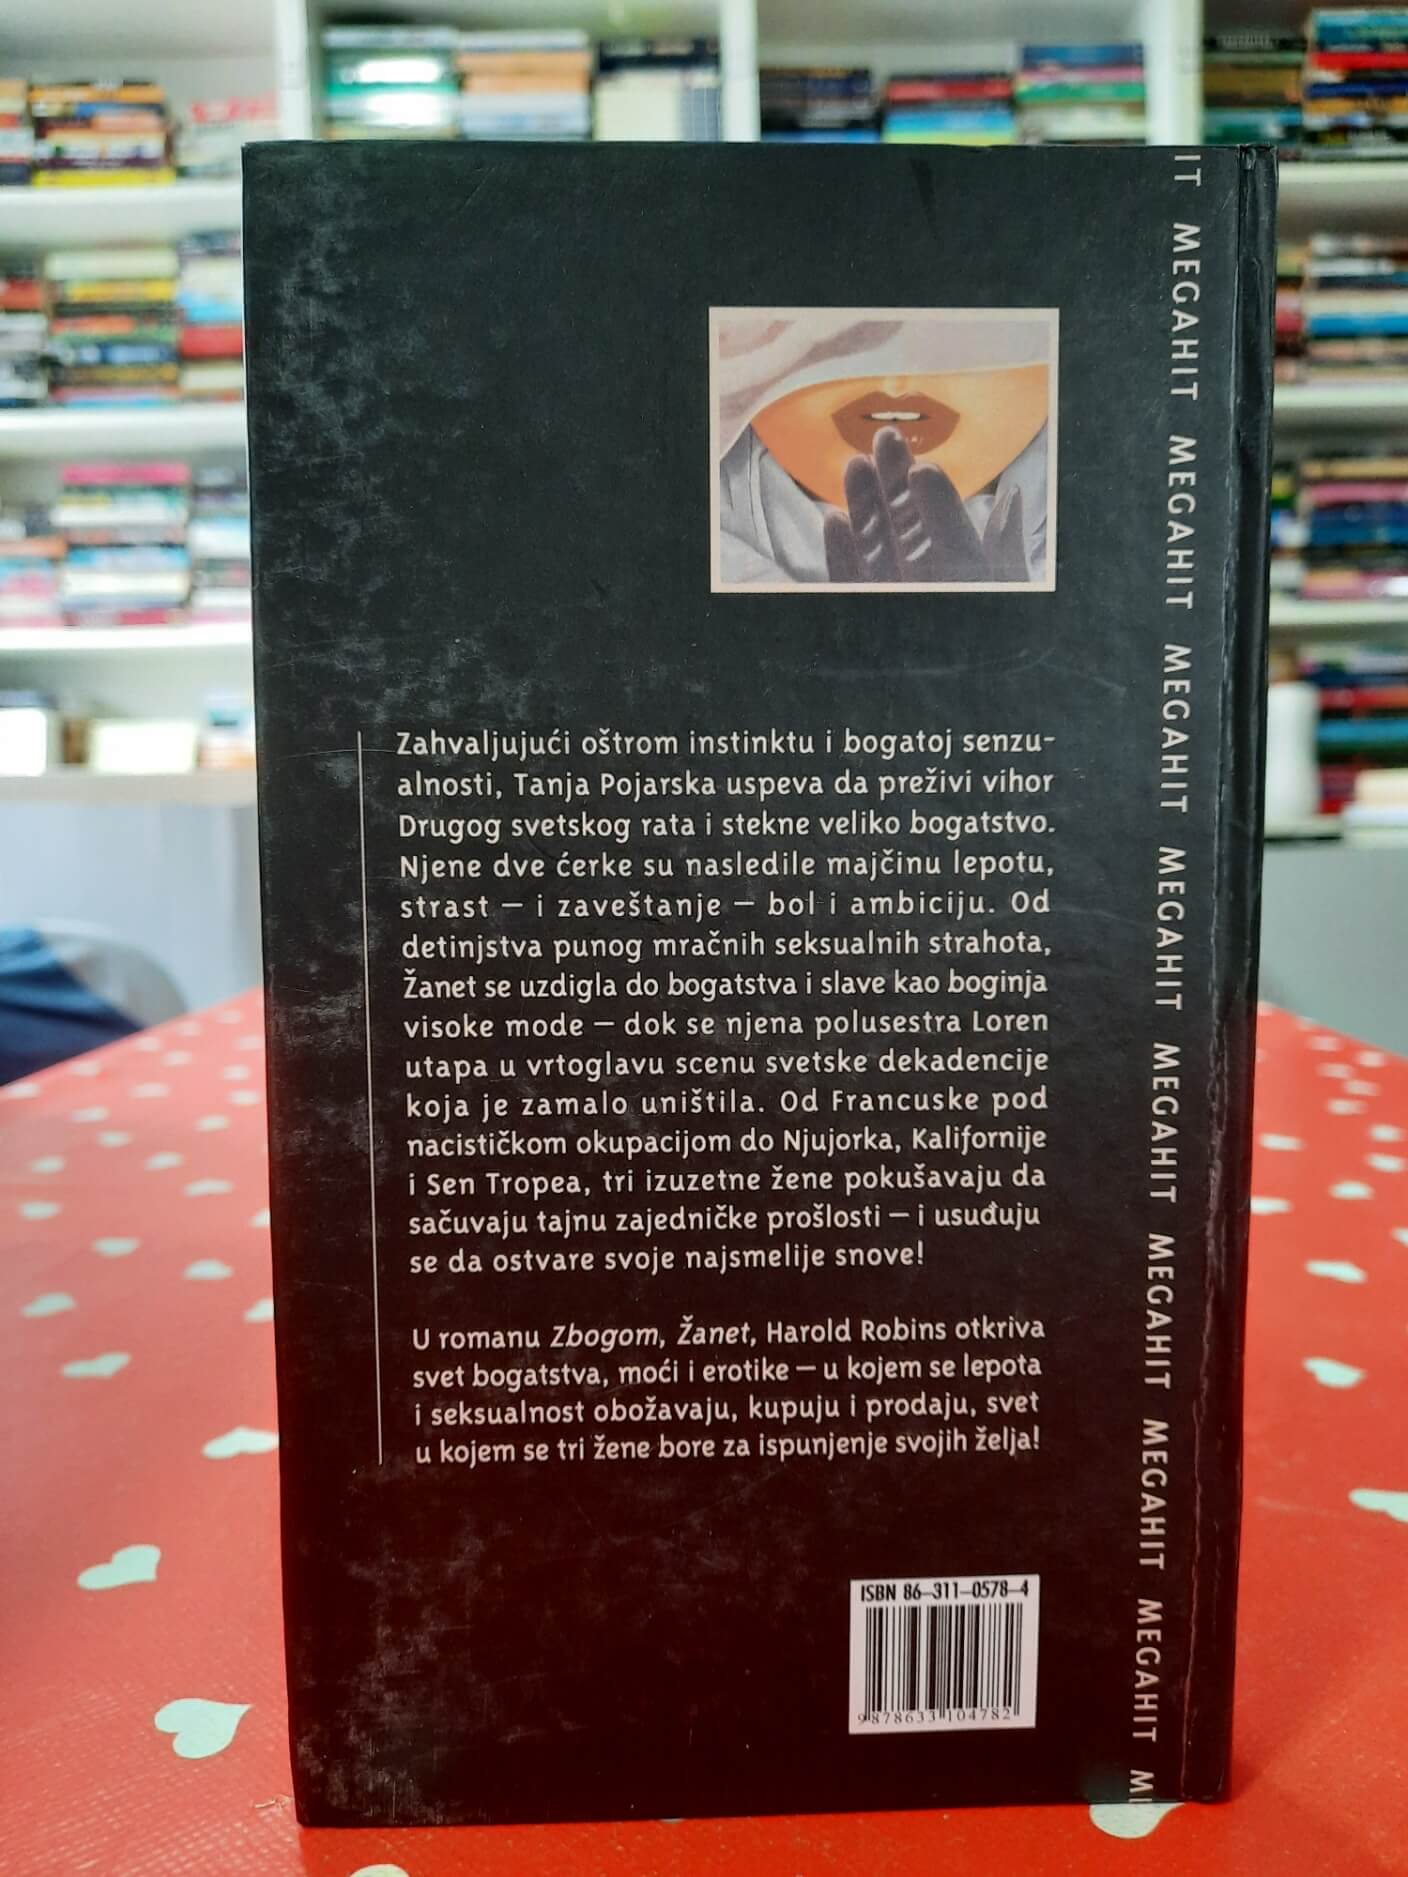 IT MEGAHIT MEGAHIT MEGAHIT MEGAHIT MEGAHIT MEGAHIT MEGAHIT MEGAHIT M
Zahvaljujući oštrom instinktu i bogatoj senzu-
alnosti, Tanja Pojarska uspeva da preživi vihor
Drugog svetskog rata i stekne veliko bogatstvo.
Njene dve ćerke su nasledile majčinu lepotu,
strast – i zaveštanje – bol i ambiciju. Od
detinjstva punog mračnih seksualnih strahota,
Žanet se uzdigla do bogatstva i slave kao boginja
visoke mode – dok se njena polusestra Loren
utapa u vrtoglavu scenu svetske dekadencije
koja je zamalo uništila. Od Francuske pod
nacističkom okupacijom do Njujorka, Kalifornije
i Sen Tropea, tri izuzetne žene pokušavaju da
sačuvaju tajnu zajedničke prošlosti – i usuđuju
se da ostvare svoje najsmelije snove!
U romanu Zbogom, Žanet, Harold Robins otkriva
svet bogatstva, moći i erotike – u kojem se lepota
i seksualnost obožavaju, kupuju i prodaju, svet
u kojem se tri žene bore za ispunjenje svojih želja!
ISBN 86-311-0578-4
9 878633 104782